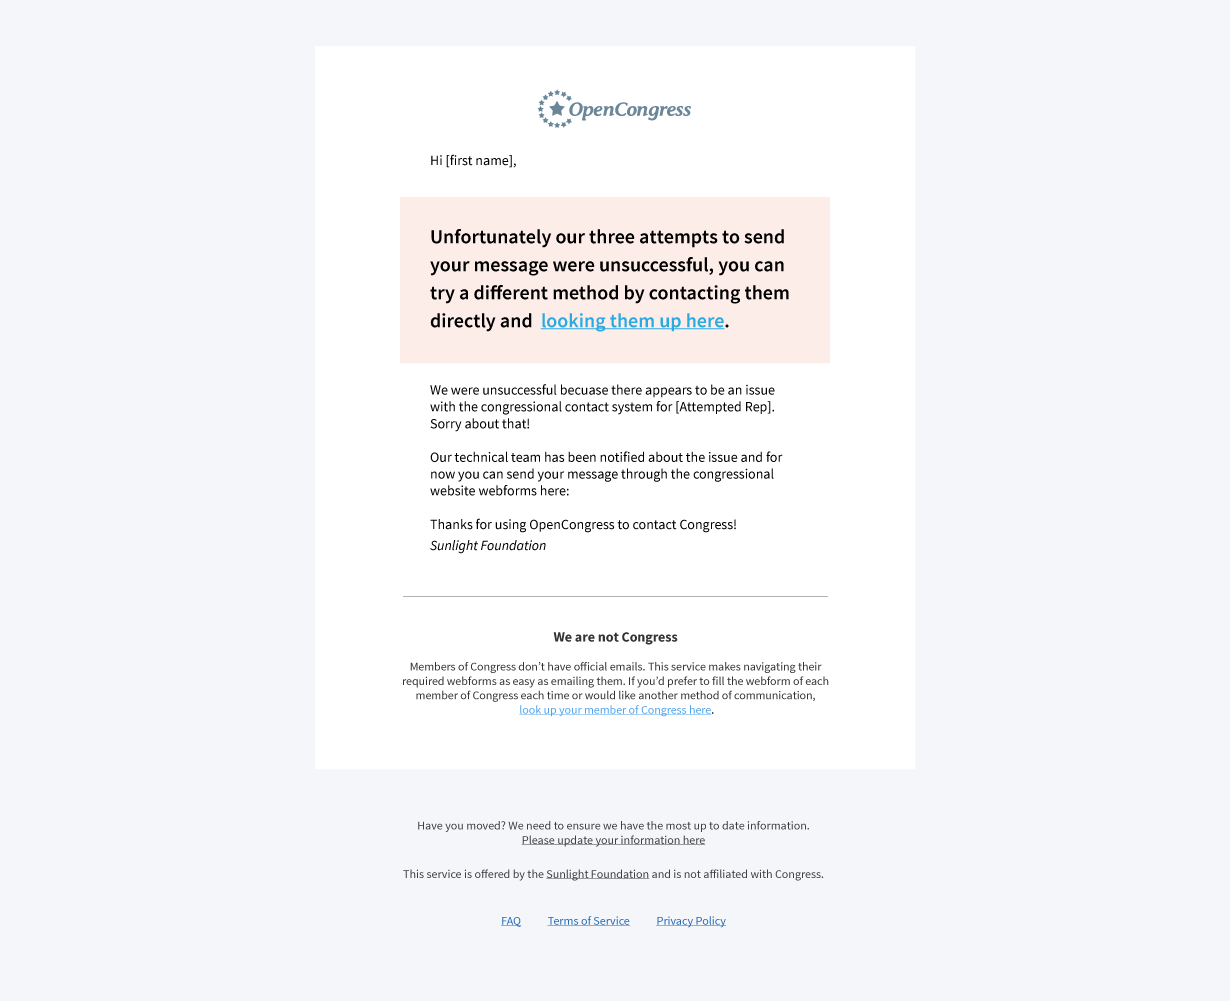 OpenCongress
Hi [first name],
Unfortunately our three attempts to send
your message were unsuccessful, you can
try a different method by contacting them
directly and looking them up here.
We were unsuccessful becuase there appears to be an issue
with the congressional contact system for [Attempted Rep].
Sorry about that!
Our technical team has been notified about the issue and for
now you can send your message through the congressional
website webforms here:
Thanks for using OpenCongress to contact Congress!
Sunlight Foundation
We are not Congress
Members of Congress don’t have official emails. This service makes navigating their
required webforms as easy as emailing them. If you’d prefer to fill the webform of each
member of Congress each time or would like another method of communication,
look up your member of Congress here.
Have you moved? We need to ensure we have the most up to date information.
Please update your information here
This service is offered by the Sunlight Foundation and is not affiliated with Congress.
FAQ Terms of Service Privacy Policy